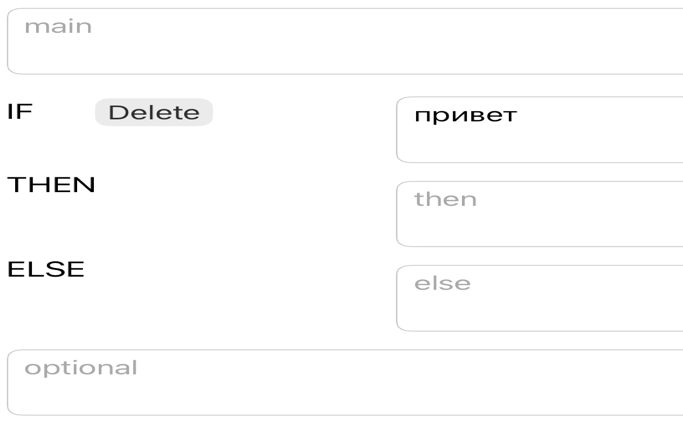 main
IF Delete привет
THEN then
ELSE else
optional